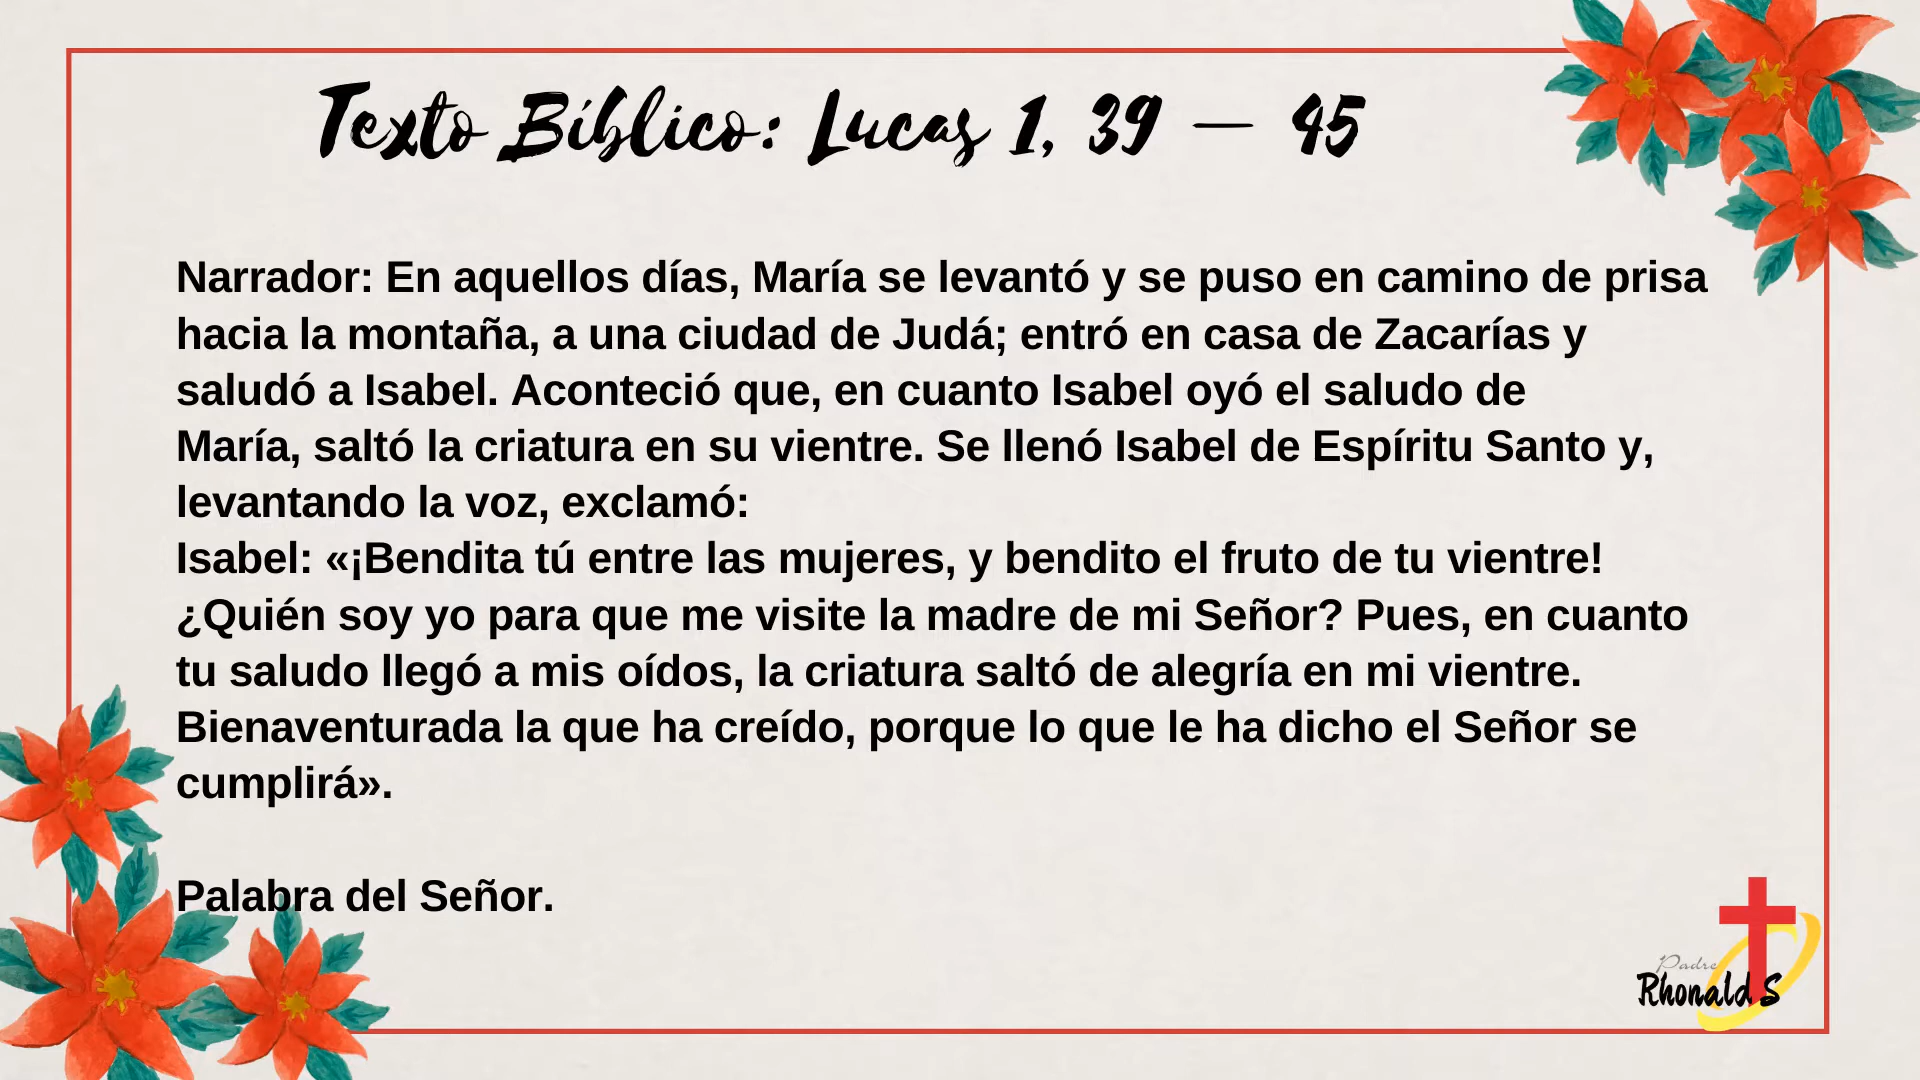 Texto Bíblico: Lucas 1, 39 – 45
Narrador: En aquellos días, María se levantó y se puso en camino de prisa
hacia la montaña, a una ciudad de Judá; entró en casa de Zacarías y
saludó a Isabel. Aconteció que, en cuanto Isabel oyó el saludo de
María, saltó la criatura en su vientre. Se llenó Isabel de Espíritu Santo y,
levantando la voz, exclamó:
Isabel: «¡Bendita tú entre las mujeres, y bendito el fruto de tu vientre!
¿Quién soy yo para que me visite la madre de mi Señor? Pues, en cuanto
tu saludo llegó a mis oídos, la criatura saltó de alegría en mi vientre.
Bienaventurada la que ha creído, porque lo que le ha dicho el Señor se
cumplirá».
Palabra del Señor.
Padre
Rhonald S